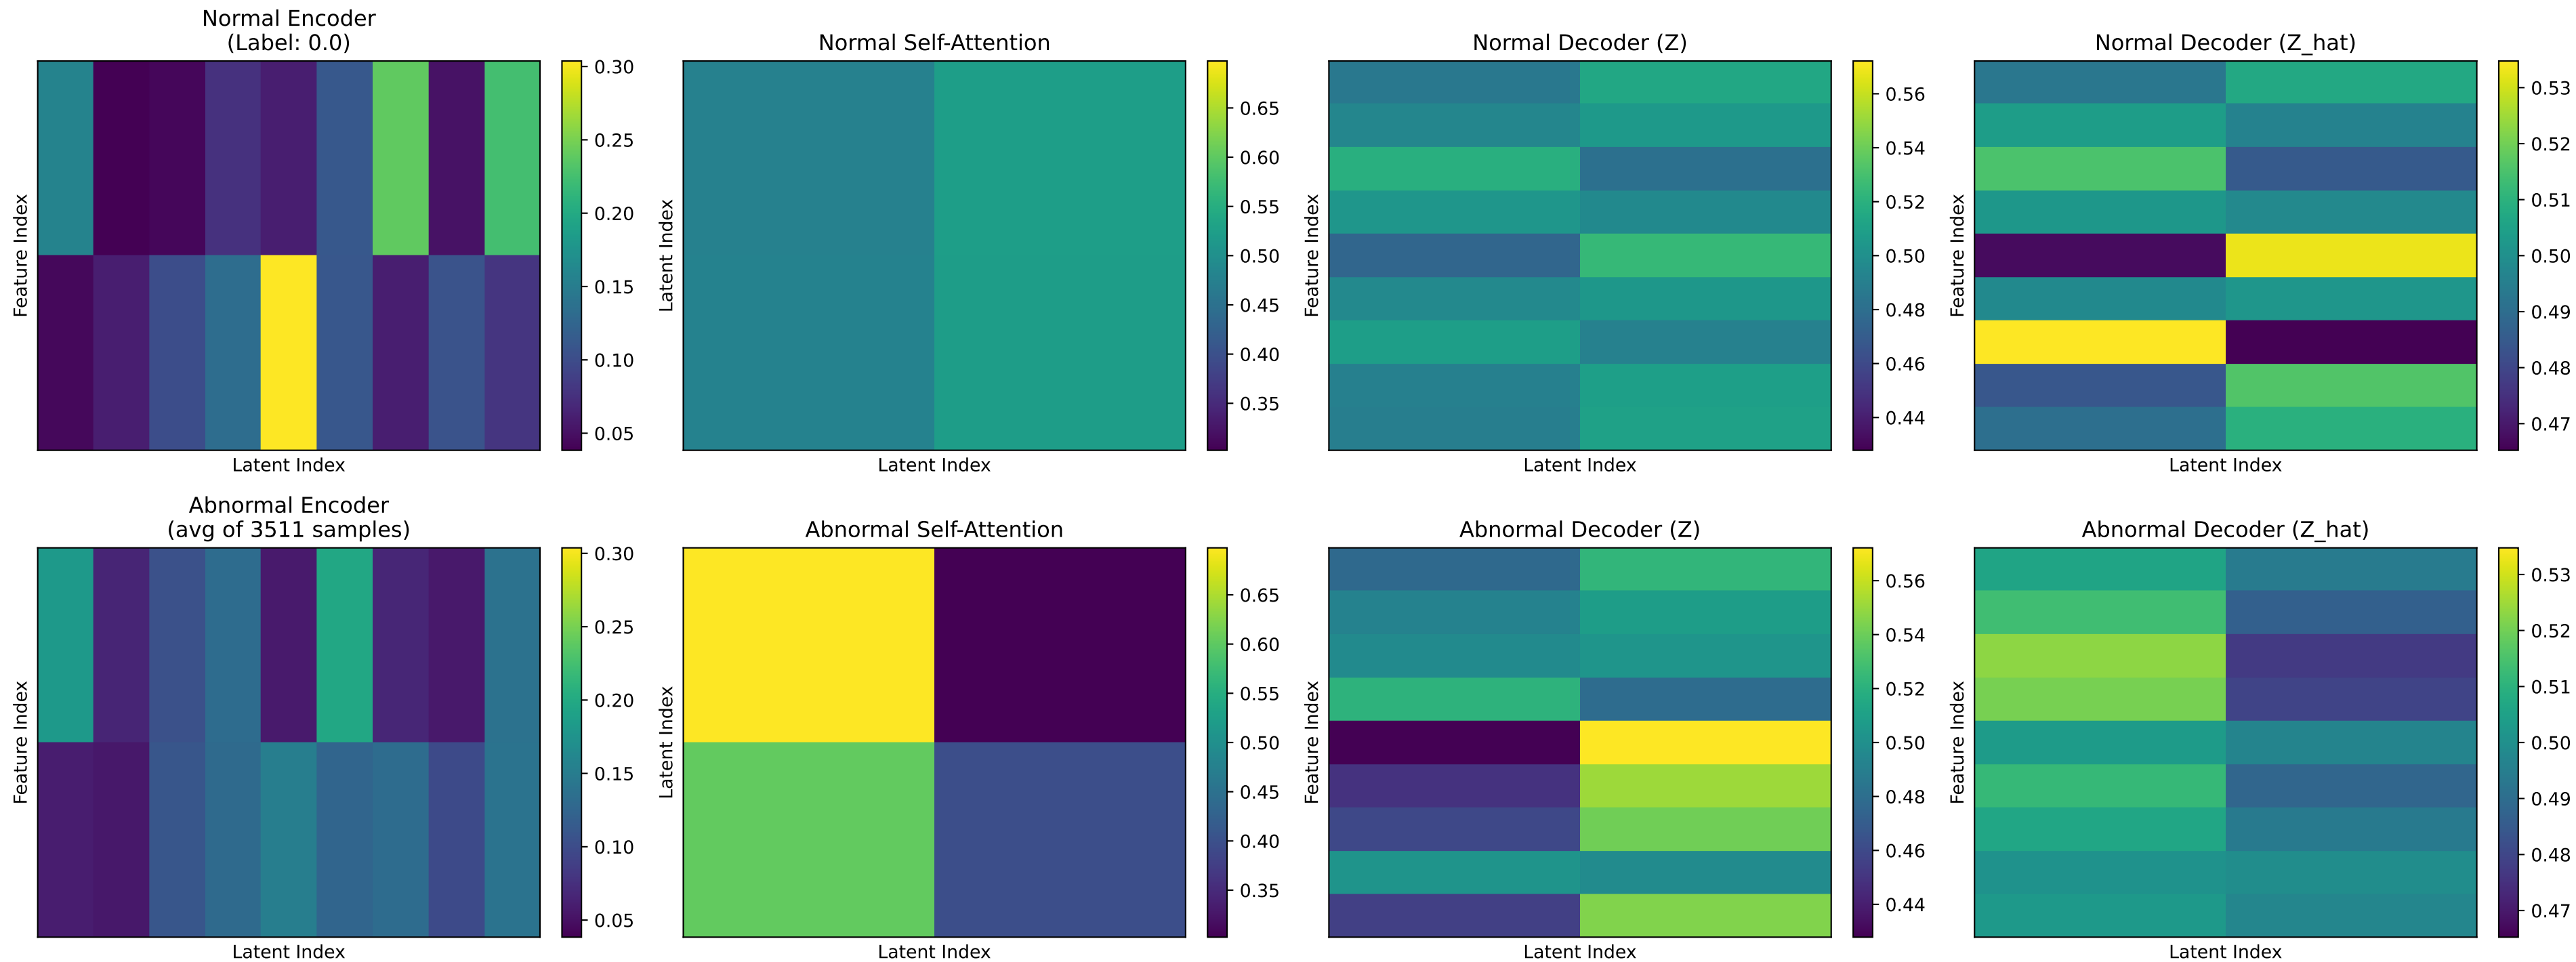 Normal Encoder
(Label: 0.0)
Feature Index
Latent Index
0.30
0.25
0.20
0.15
0.10
0.05
Normal Self-Attention
Latent Index
Latent Index
0.65
0.60
0.55
0.50
0.45
0.40
0.35
Normal Decoder (Z)
Feature Index
Latent Index
0.56
0.54
0.52
0.50
0.48
0.46
0.44
Normal Decoder (Z_hat)
Feature Index
Latent Index
0.53
0.52
0.51
0.50
0.49
0.48
0.47
Abnormal Encoder
(avg of 3511 samples)
Feature Index
Latent Index
0.30
0.25
0.20
0.15
0.10
0.05
Abnormal Self-Attention
Latent Index
Latent Index
0.65
0.60
0.55
0.50
0.45
0.40
0.35
Abnormal Decoder (Z)
Feature Index
Latent Index
0.56
0.54
0.52
0.50
0.48
0.46
0.44
Abnormal Decoder (Z_hat)
Feature Index
Latent Index
0.53
0.52
0.51
0.50
0.49
0.48
0.47